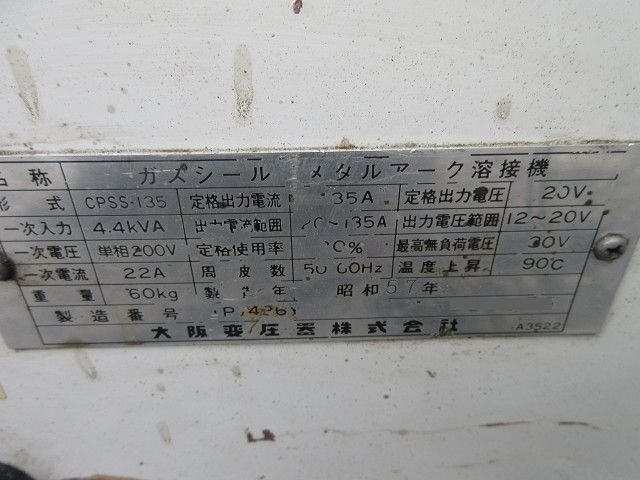 名称 ガスシールドメタルアーク溶接機
形式 CPSS-135 定格出力電流 135A 定格出力電圧 20V
一次入力 4.4kVA 出力電流範囲 20~135A 出力電圧範囲 12~20V
一次電圧 単相200V 定格使用率 最高無負荷電圧 30V
一次電流 22A 周波数 50 60Hz 温度上昇 90℃
重量 60kg 製造年 昭和57年
製造番号
大阪変圧器株式会社 A3522